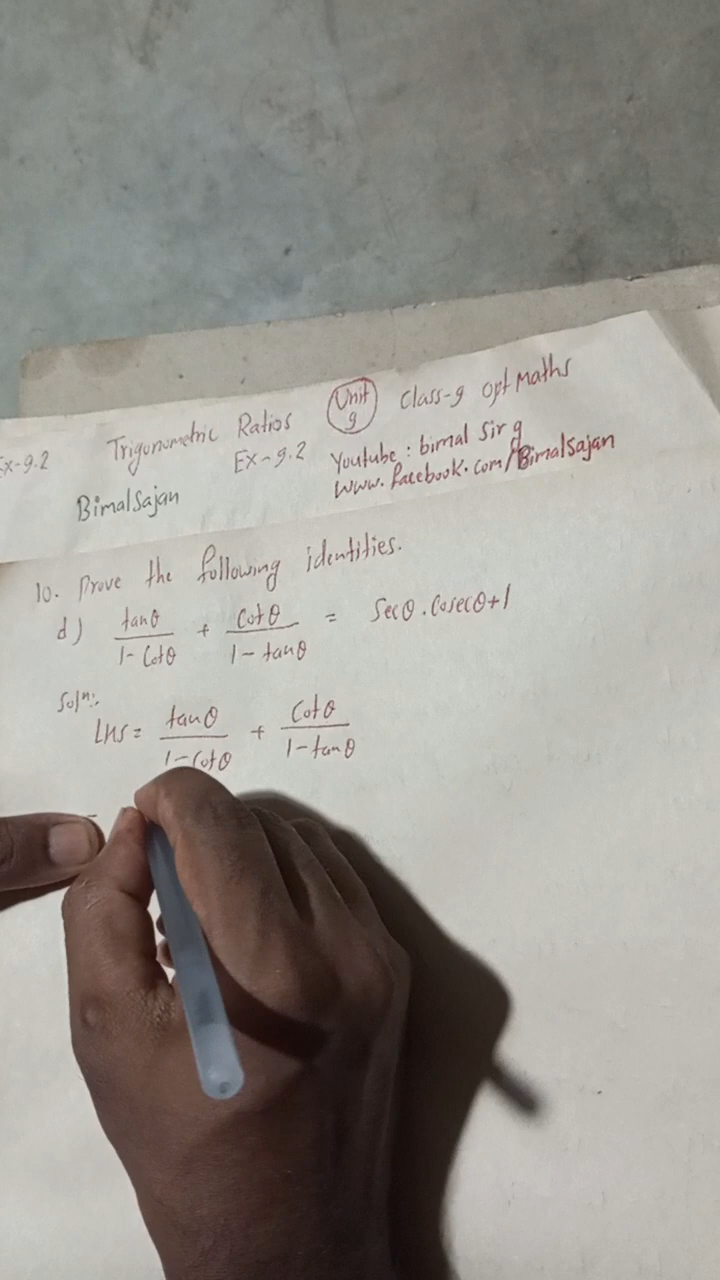 Ex-9.2 Trigonometric Ratios Unit 9 Class-9 opt Maths
BimalSajan Ex-9.2 Youtube : bimal Sir g
www.facebook.com/BimalSajan
10. Prove the following identities.
d) tanθ/1-Cotθ + Cotθ/1-tanθ = Secθ.Cosecθ+1
Solⁿ:.
LHS = tanθ/1-Cotθ + Cotθ/1-tanθ